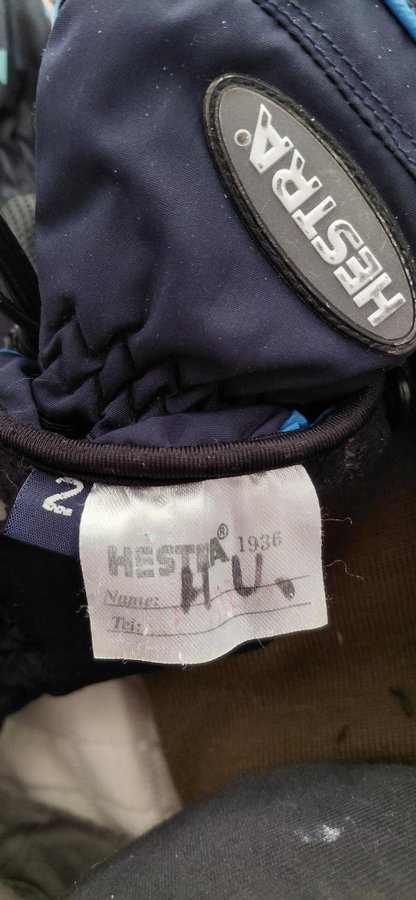 HESTRA
2
HESTRA® 1936
Name: H U.
Tel: